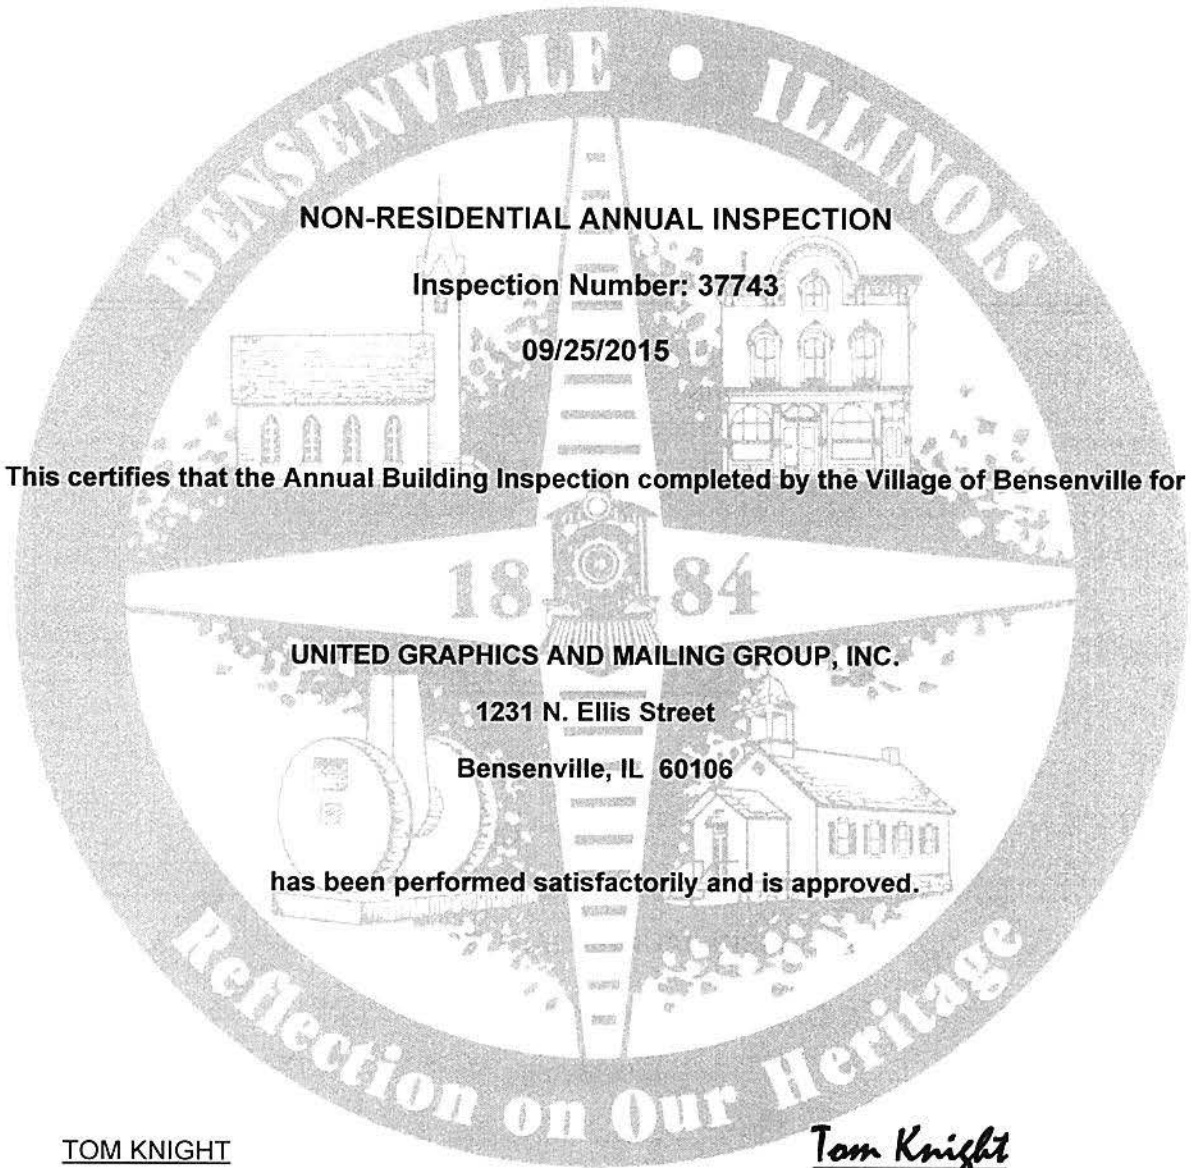 BENSENVILLE • ILLINOIS
NON-RESIDENTIAL ANNUAL INSPECTION
Inspection Number: 37743
09/25/2015
This certifies that the Annual Building Inspection completed by the Village of Bensenville for
18 84
UNITED GRAPHICS AND MAILING GROUP, INC.
1231 N. Ellis Street
Bensenville, IL 60106
has been performed satisfactorily and is approved.
Reflection on Our Heritage
TOM KNIGHT
Tom Knight